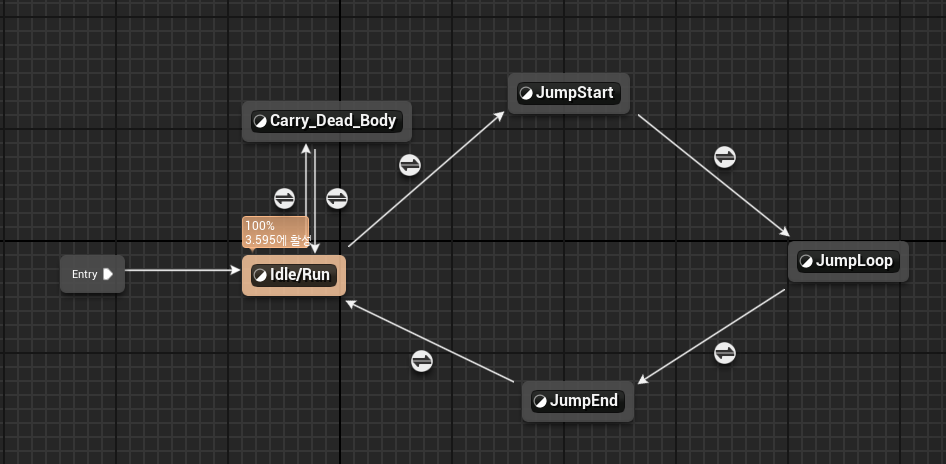 JumpStart
Carry_Dead_Body
100%
3.595에 활성
Entry
Idle/Run
JumpLoop
JumpEnd